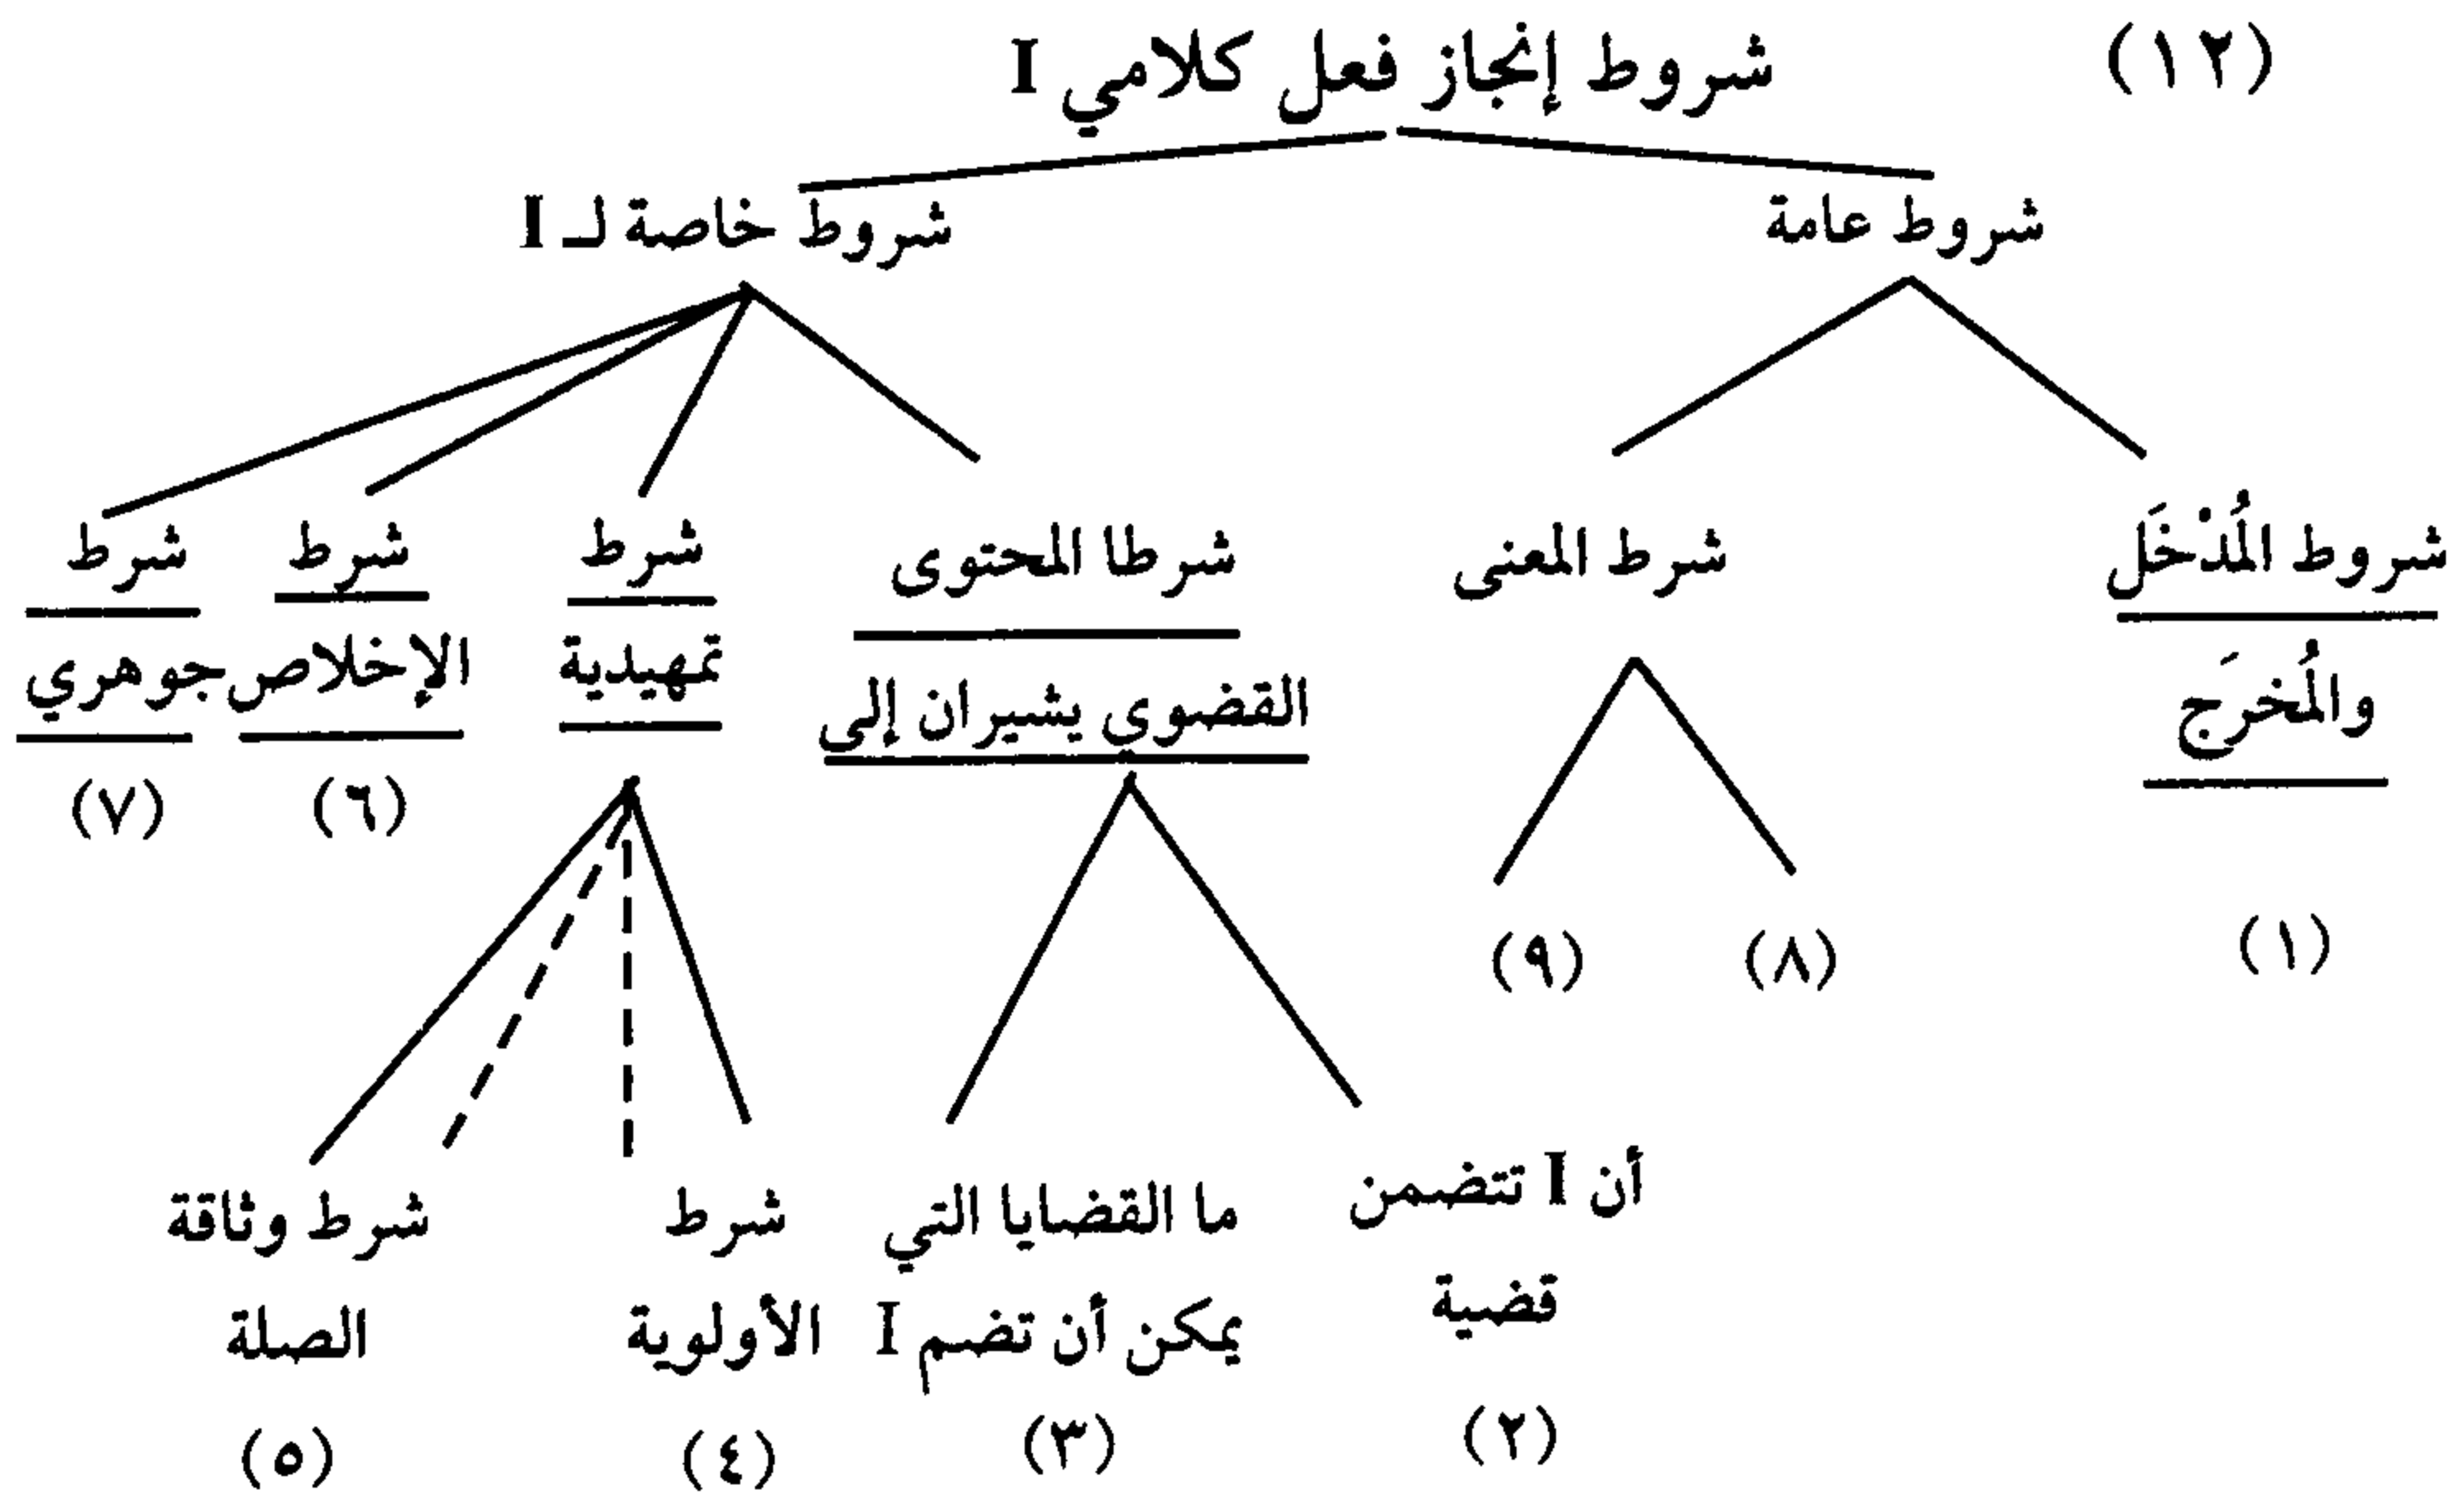 (١٢)
شروط إنجاز فعل كلامي I
شروط عامة
شروط خاصة لـ I
شروط المُدْخَل
والمُخرَج
(١)
شرط المعنى
(٨)
(٩)
شرطا المحتوى
القضوي يشيران إلى
أن I تتضمن
قضية
(٢)
ما القضايا التي
يمكن أن تضم I
(٣)
شرط
تمهيدية
شرط
الأولوية
(٤)
شرط وثاقة
الصلة
(٥)
شرط
الإخلاص
(٦)
شرط
جوهري
(٧)